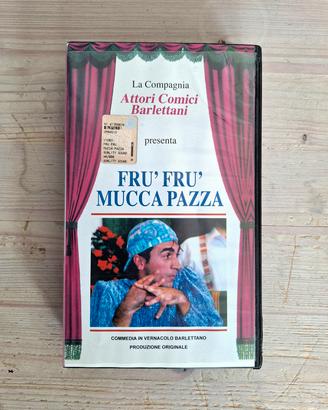 La Compagnia
Attori Comici
Barlettani
presenta
FRU' FRU'
MUCCA PAZZA
COMMEDIA IN VERNACOLO BARLETTANO
PRODUZIONE ORIGINALE